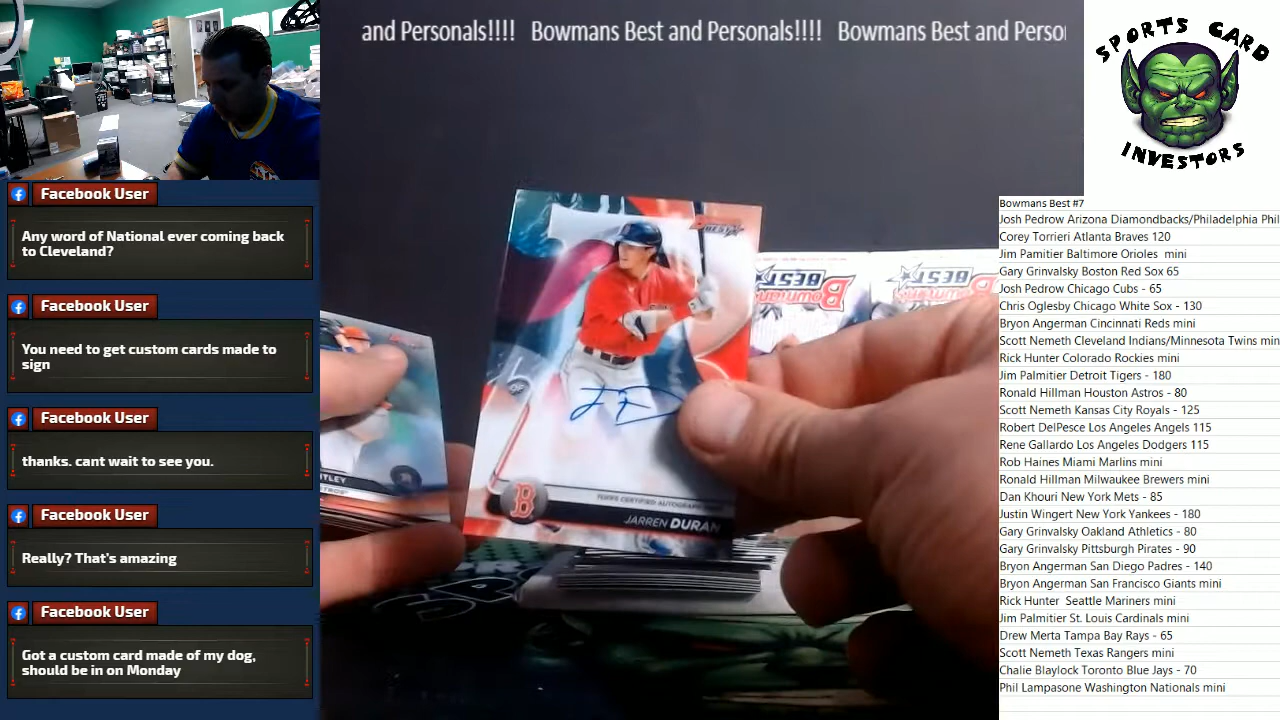 and Personals!!!! Bowmans Best and Personals!!!! Bowmans Best and Perso
SPORTS CARD
INVESTORS
Facebook User
Any word of National ever coming back
to Cleveland?
Facebook User
You need to get custom cards made to
sign
Facebook User
thanks. cant wait to see you.
Facebook User
Really? That's amazing
Facebook User
Got a custom card made of my dog,
should be in on Monday
BEST
Bowman
BEST
Bowman
BEST
TLEY
B
TOPPS CERTIFIED AUTOGRAPH
JARREN DURAN
Bowmans Best #7
Josh Pedrow Arizona Diamondbacks/Philadelphia Phil
Corey Torrieri Atlanta Braves 120
Jim Pamitier Baltimore Orioles mini
Gary Grinvalsky Boston Red Sox 65
Josh Pedrow Chicago Cubs - 65
Chris Oglesby Chicago White Sox - 130
Bryon Angerman Cincinnati Reds mini
Scott Nemeth Cleveland Indians/Minnesota Twins min
Rick Hunter Colorado Rockies mini
Jim Palmitier Detroit Tigers - 180
Ronald Hillman Houston Astros - 80
Scott Nemeth Kansas City Royals - 125
Robert DelPesce Los Angeles Angels 115
Rene Gallardo Los Angeles Dodgers 115
Rob Haines Miami Marlins mini
Ronald Hillman Milwaukee Brewers mini
Dan Khouri New York Mets - 85
Justin Wingert New York Yankees - 180
Gary Grinvalsky Oakland Athletics - 80
Gary Grinvalsky Pittsburgh Pirates - 90
Bryon Angerman San Diego Padres - 140
Bryon Angerman San Francisco Giants mini
Rick Hunter Seattle Mariners mini
Jim Palmitier St. Louis Cardinals mini
Drew Merta Tampa Bay Rays - 65
Scott Nemeth Texas Rangers mini
Chalie Blaylock Toronto Blue Jays - 70
Phil Lampasone Washington Nationals mini